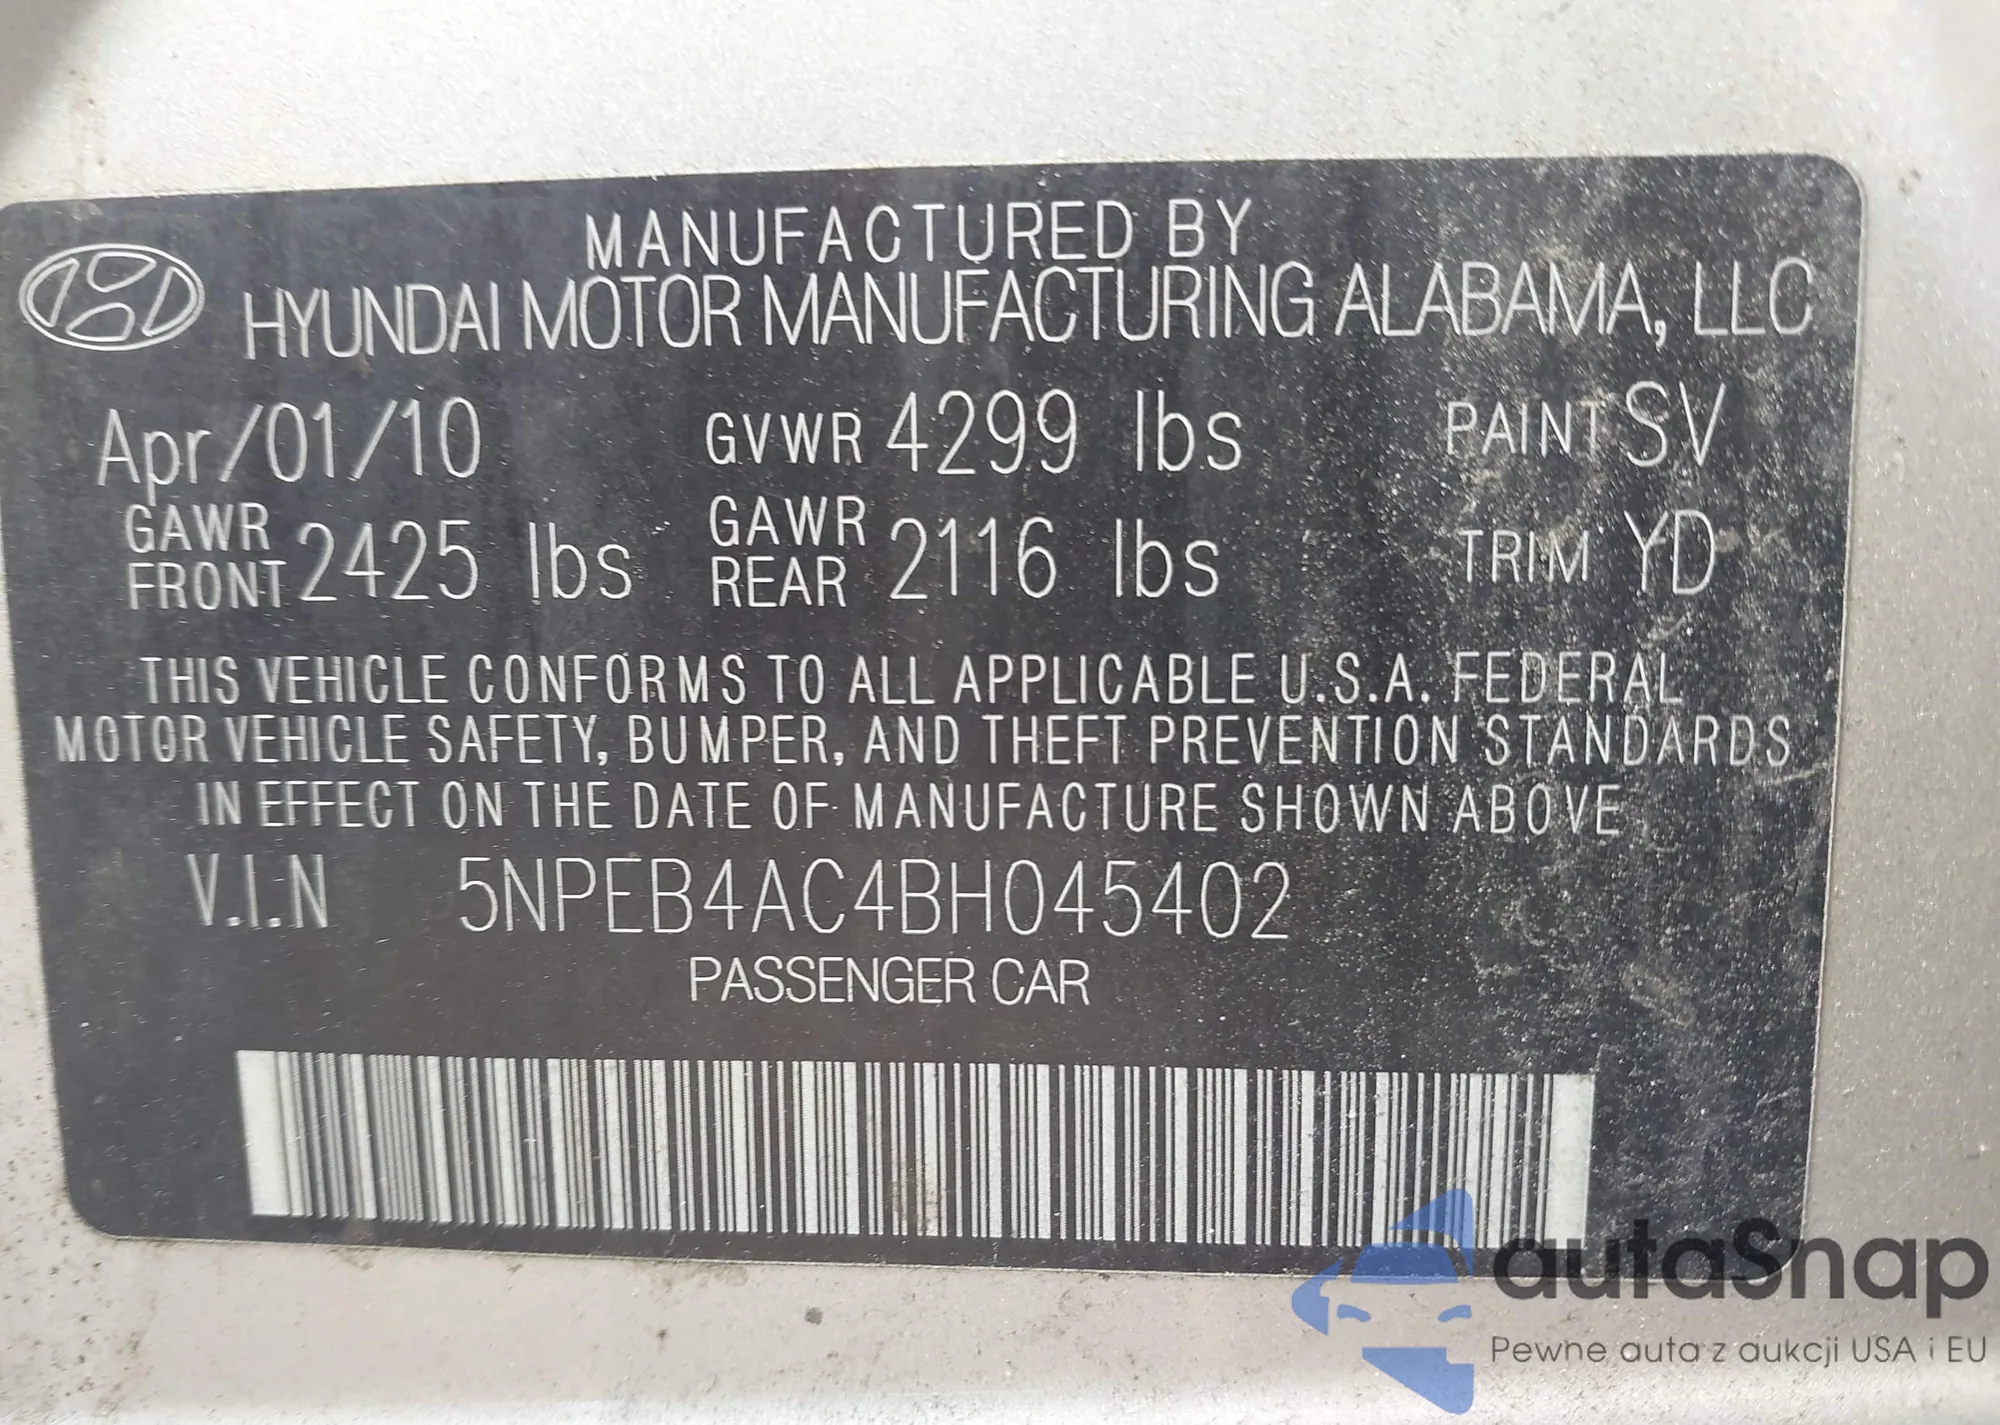 MANUFACTURED BY
HYUNDAI MOTOR MANUFACTURING ALABAMA, LLC
Apr/01/10 GVWR 4299 lbs PAINT SV
GAWR FRONT 2425 lbs GAWR REAR 2116 lbs TRIM YD
THIS VEHICLE CONFORMS TO ALL APPLICABLE U.S.A. FEDERAL
MOTOR VEHICLE SAFETY, BUMPER, AND THEFT PREVENTION STANDARDS
IN EFFECT ON THE DATE OF MANUFACTURE SHOWN ABOVE
V.I.N 5NPEB4AC4BH045402
PASSENGER CAR
autaSnap
Pewne auta z aukcji USA i EU